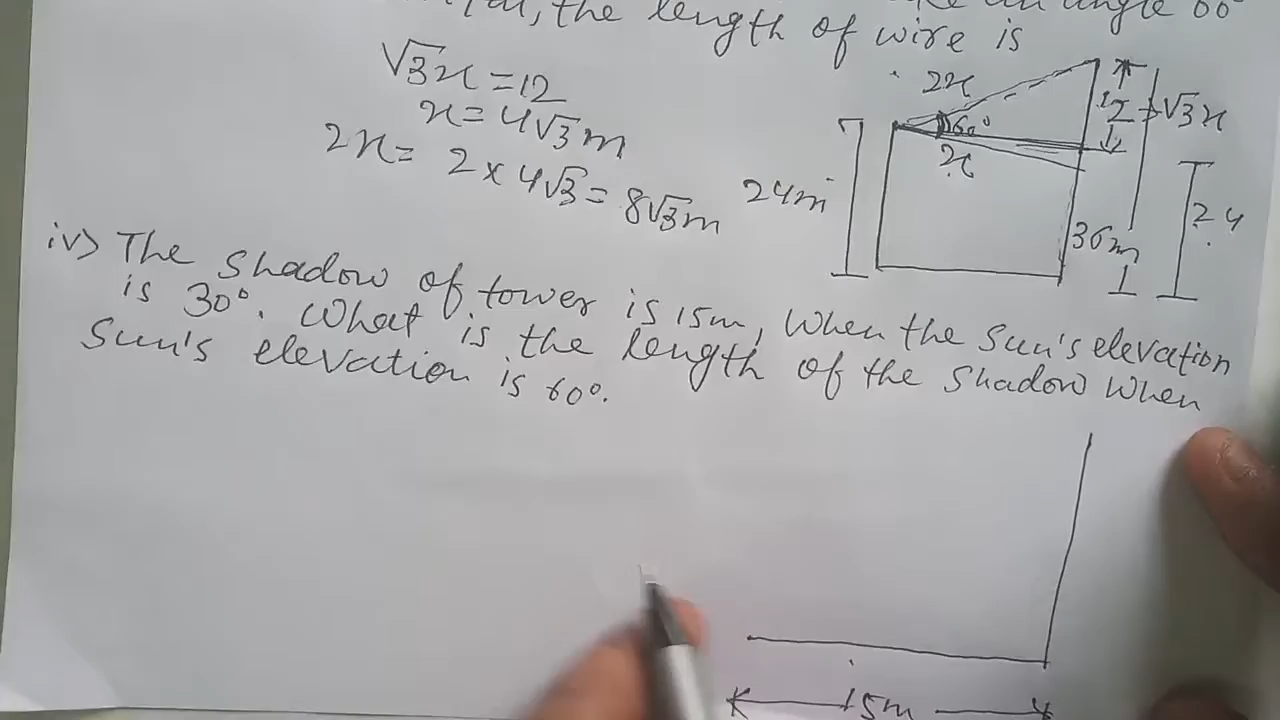 the length of wire is
√3x = 12
x = 4√3m
2x = 2 × 4√3 = 8√3m
2x
60°
x
12
√3x
24m
36m
24
iv) The shadow of tower is 15m, when the sun's elevation
is 30°. What is the length of the shadow when
Sun's elevation is 60°.
15m